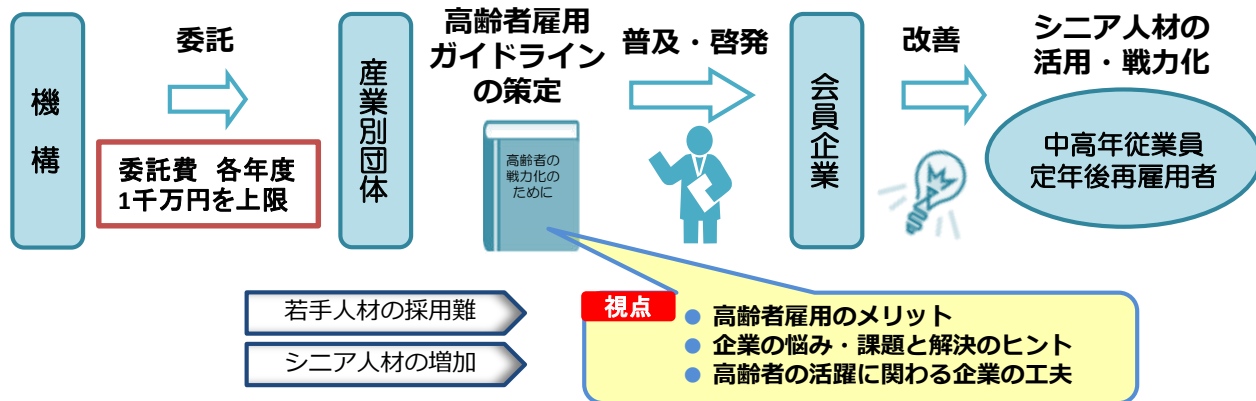 機構
委託
委託費 各年度
1千万円を上限
産業別団体
高齢者雇用
ガイドライン
の策定
高齢者の
戦力化の
ために
普及・啓発
会員企業
改善
シニア人材の
活用・戦力化
中高年従業員
定年後再雇用者
若手人材の採用難
シニア人材の増加
視点
● 高齢者雇用のメリット
● 企業の悩み・課題と解決のヒント
● 高齢者の活躍に関わる企業の工夫